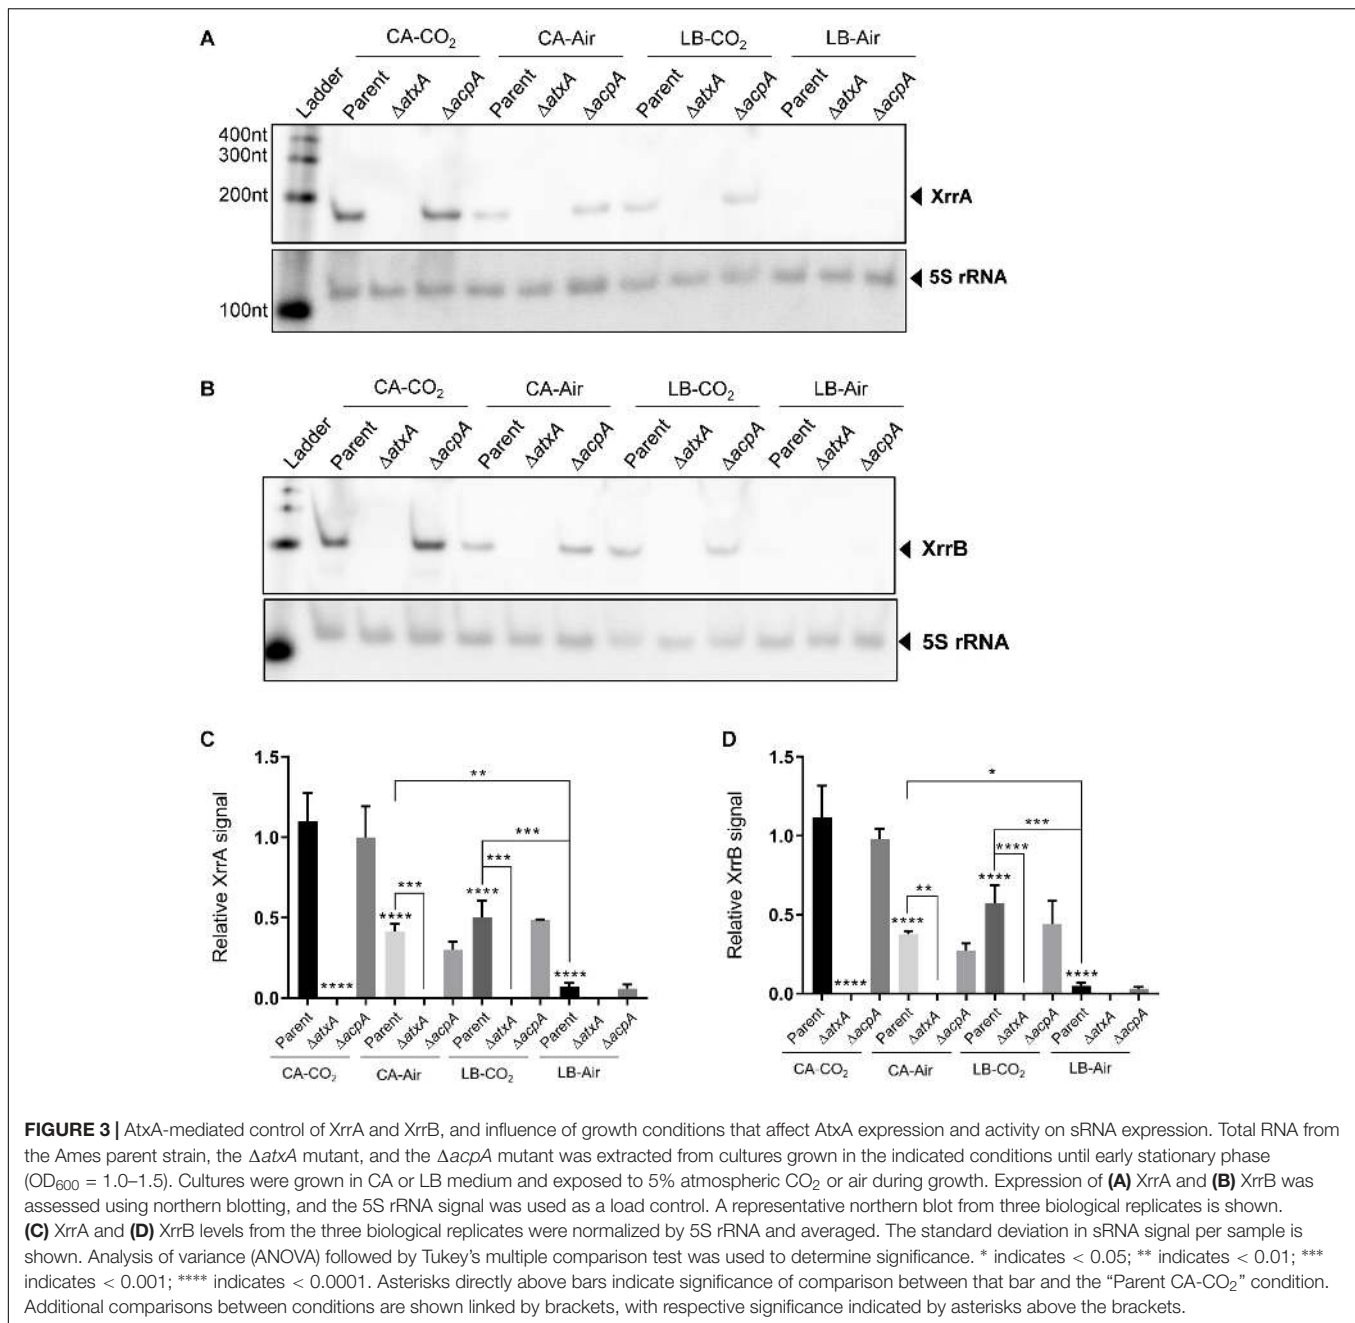 A
CA-CO₂ CA-Air LB-CO₂ LB-Air
Ladder Parent ΔatxA ΔacpA Parent ΔatxA ΔacpA Parent ΔatxA ΔacpA Parent ΔatxA ΔacpA
400nt
300nt
200nt
XrrA
5S rRNA
100nt
B
CA-CO₂ CA-Air LB-CO₂ LB-Air
Ladder Parent ΔatxA ΔacpA Parent ΔatxA ΔacpA Parent ΔatxA ΔacpA Parent ΔatxA ΔacpA
XrrB
5S rRNA
C
Relative XrrA signal
1.5
1.0
0.5
0.0
**
***
***
***
****
****
****
****
Parent ΔatxA ΔacpA Parent ΔatxA ΔacpA Parent ΔatxA ΔacpA Parent ΔatxA ΔacpA
CA-CO₂ CA-Air LB-CO₂ LB-Air
D
Relative XrrB signal
1.5
1.0
0.5
0.0
*
***
****
****
**
****
****
****
Parent ΔatxA ΔacpA Parent ΔatxA ΔacpA Parent ΔatxA ΔacpA Parent ΔatxA ΔacpA
CA-CO₂ CA-Air LB-CO₂ LB-Air
FIGURE 3 | AtxA-mediated control of XrrA and XrrB, and influence of growth conditions that affect AtxA expression and activity on sRNA expression. Total RNA from
the Ames parent strain, the ΔatxA mutant, and the ΔacpA mutant was extracted from cultures grown in the indicated conditions until early stationary phase
(OD₆₀₀ = 1.0–1.5). Cultures were grown in CA or LB medium and exposed to 5% atmospheric CO₂ or air during growth. Expression of (A) XrrA and (B) XrrB was
assessed using northern blotting, and the 5S rRNA signal was used as a load control. A representative northern blot from three biological replicates is shown.
(C) XrrA and (D) XrrB levels from the three biological replicates were normalized by 5S rRNA and averaged. The standard deviation in sRNA signal per sample is
shown. Analysis of variance (ANOVA) followed by Tukey's multiple comparison test was used to determine significance. * indicates < 0.05; ** indicates < 0.01; ***
indicates < 0.001; **** indicates < 0.0001. Asterisks directly above bars indicate significance of comparison between that bar and the "Parent CA-CO₂" condition.
Additional comparisons between conditions are shown linked by brackets, with respective significance indicated by asterisks above the brackets.